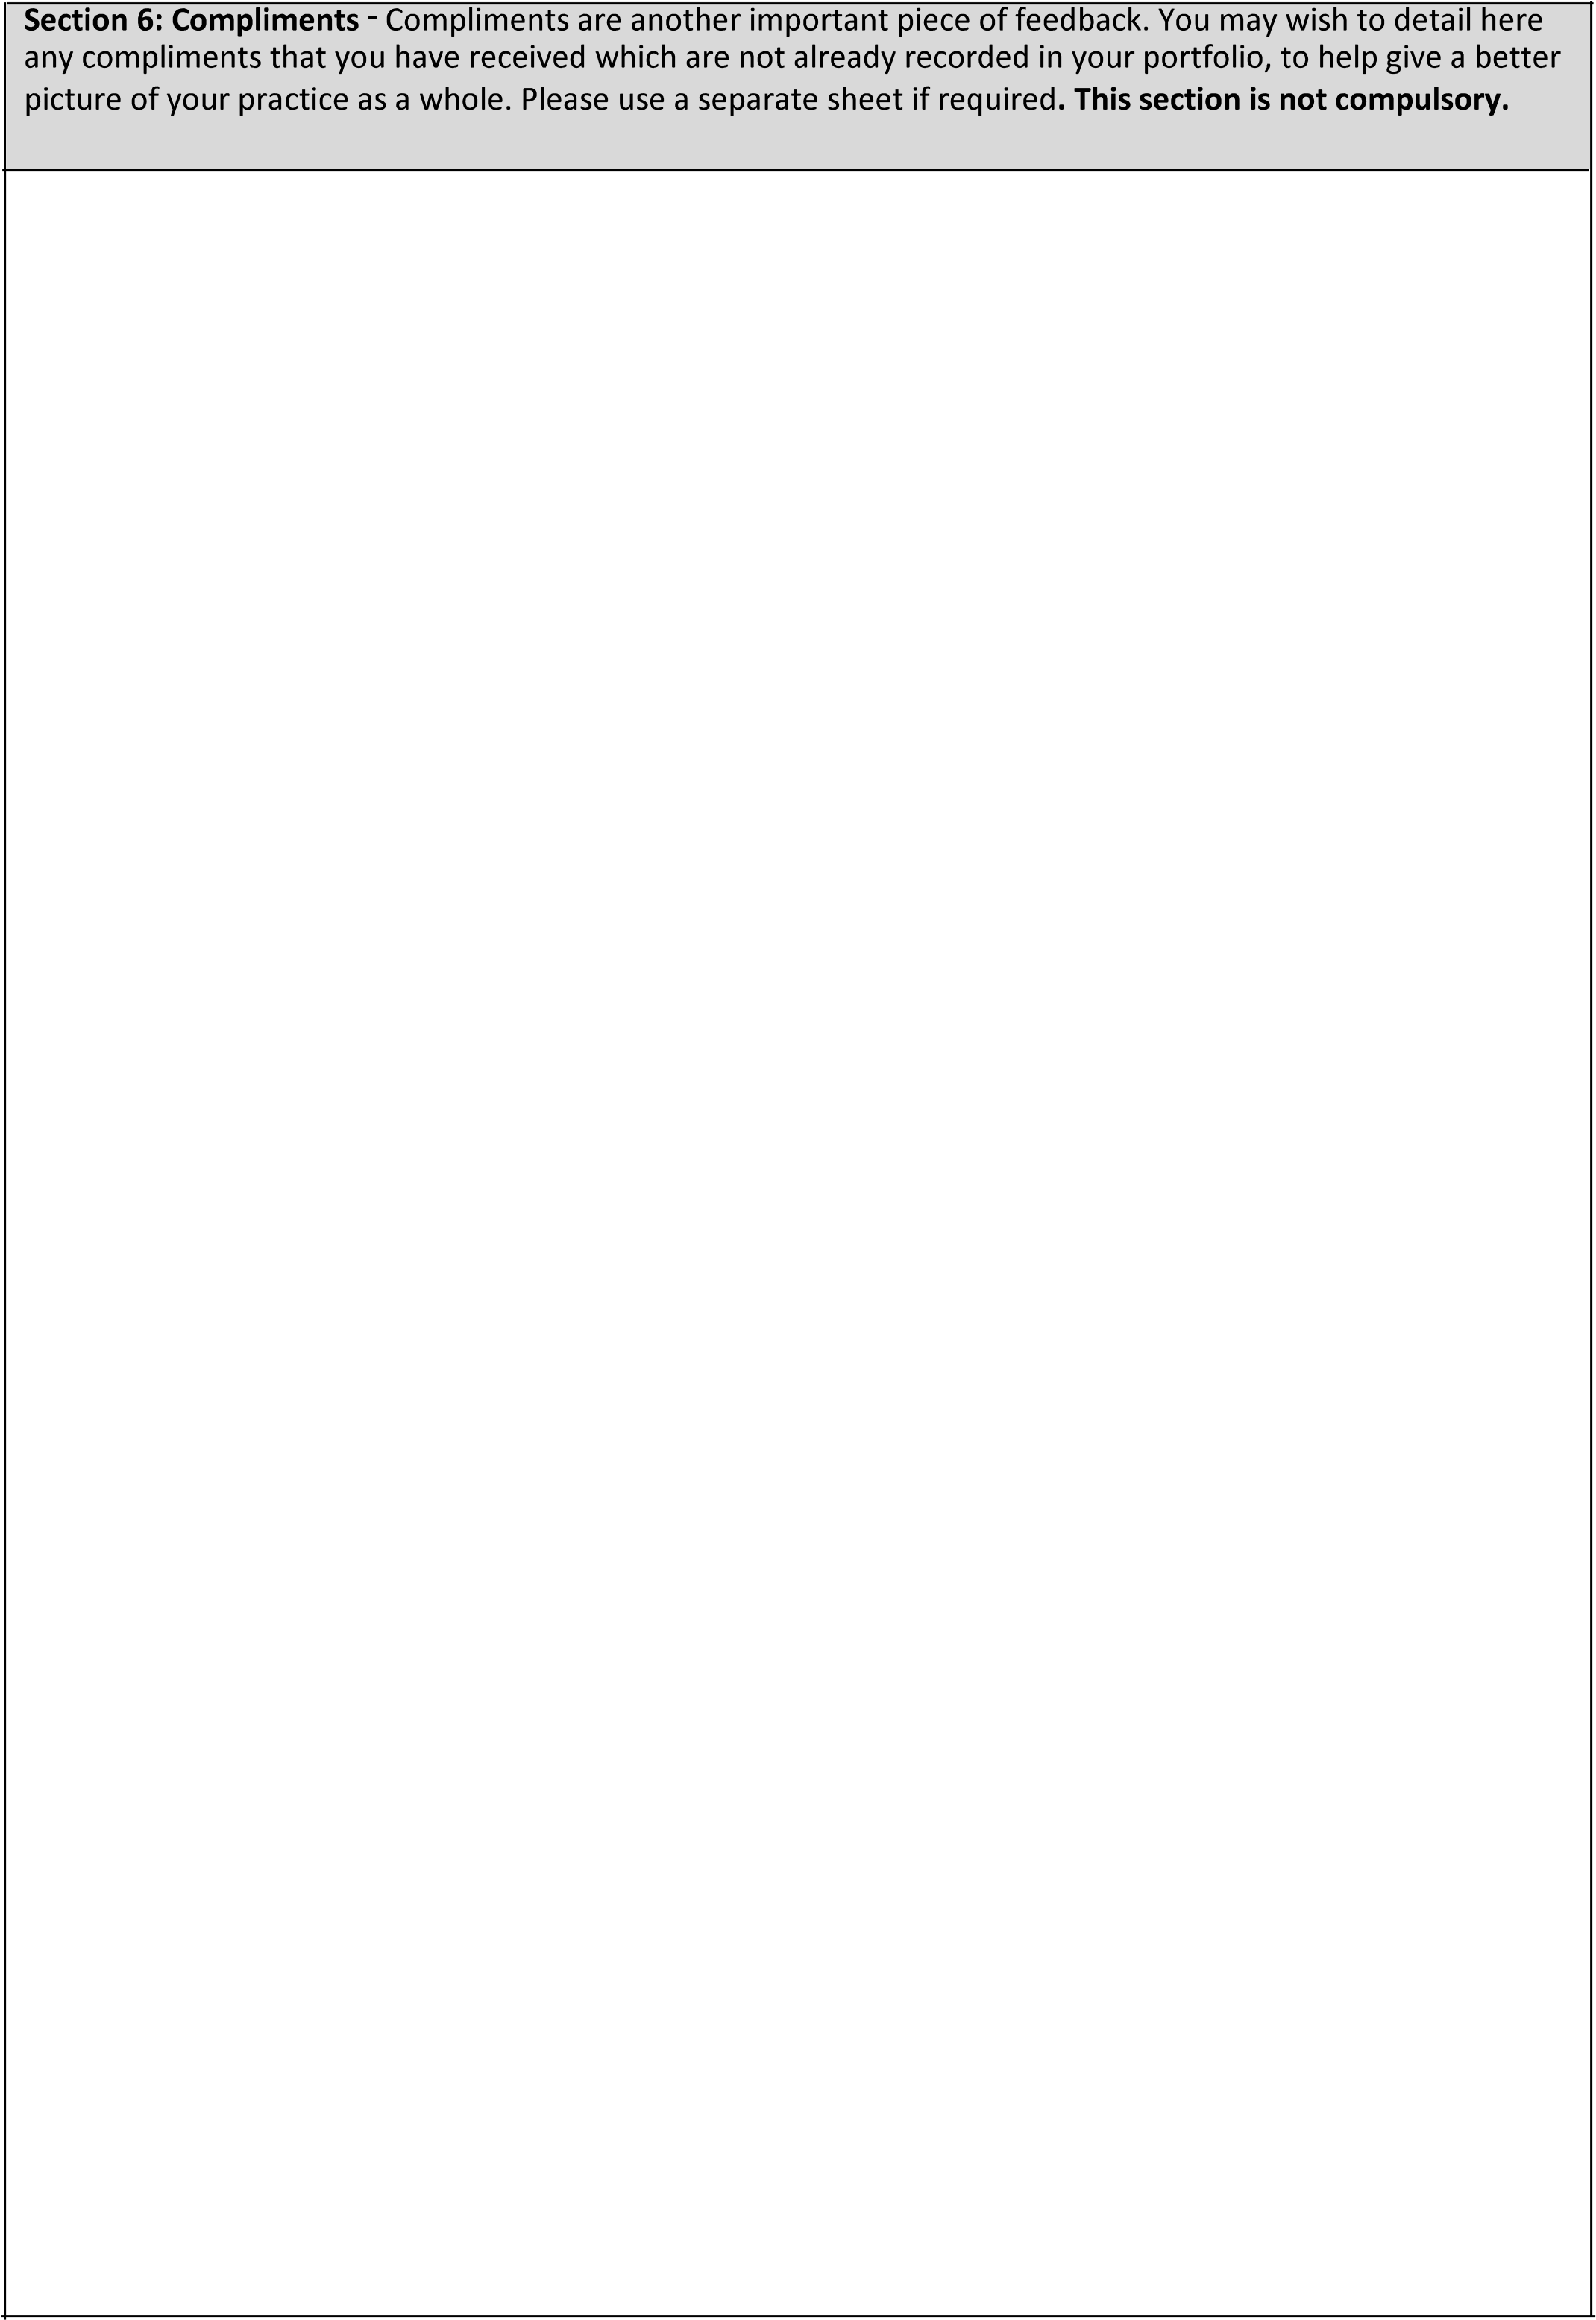 Section 6: Compliments - Compliments are another important piece of feedback. You may wish to detail here
any compliments that you have received which are not already recorded in your portfolio, to help give a better
picture of your practice as a whole. Please use a separate sheet if required. This section is not compulsory.